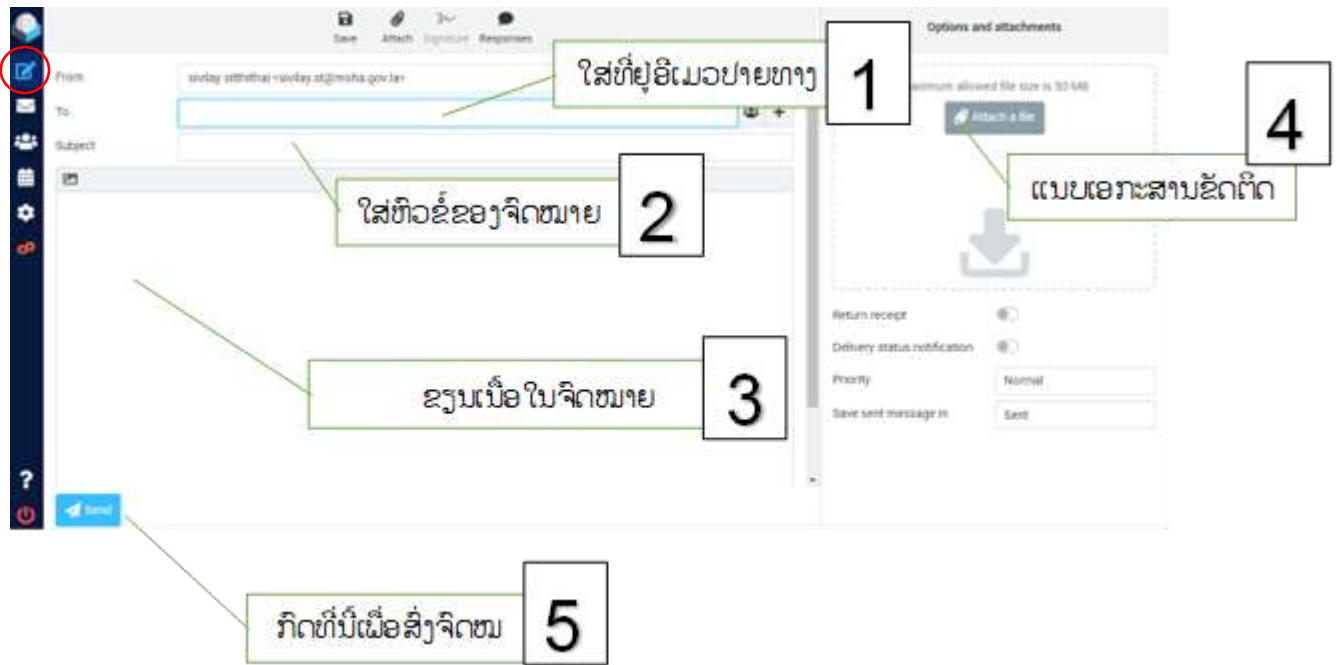 Save Attach Signature Responses
Options and attachments
From
sivilay sitthithai <sivilay.st@moha.gov.la>
ໃສ່ທີ່ຢູ່ອີເມວປາຍທາງ
1
maximum allowed file size is 50 MB
To
Attach a file
4
Subject
ແນບເອກະສານຂັດຕິດ
ໃສ່ຫົວຂໍ້ຂອງຈົດໝາຍ
2
Return receipt
Delivery status notification
ຂຽນເນື້ອໃນຈົດໝາຍ
3
Priority
Normal
Save sent message in
Sent
?
Send
ກົດທີ່ນີ້ເພື່ອສົ່ງຈົດໝ
5